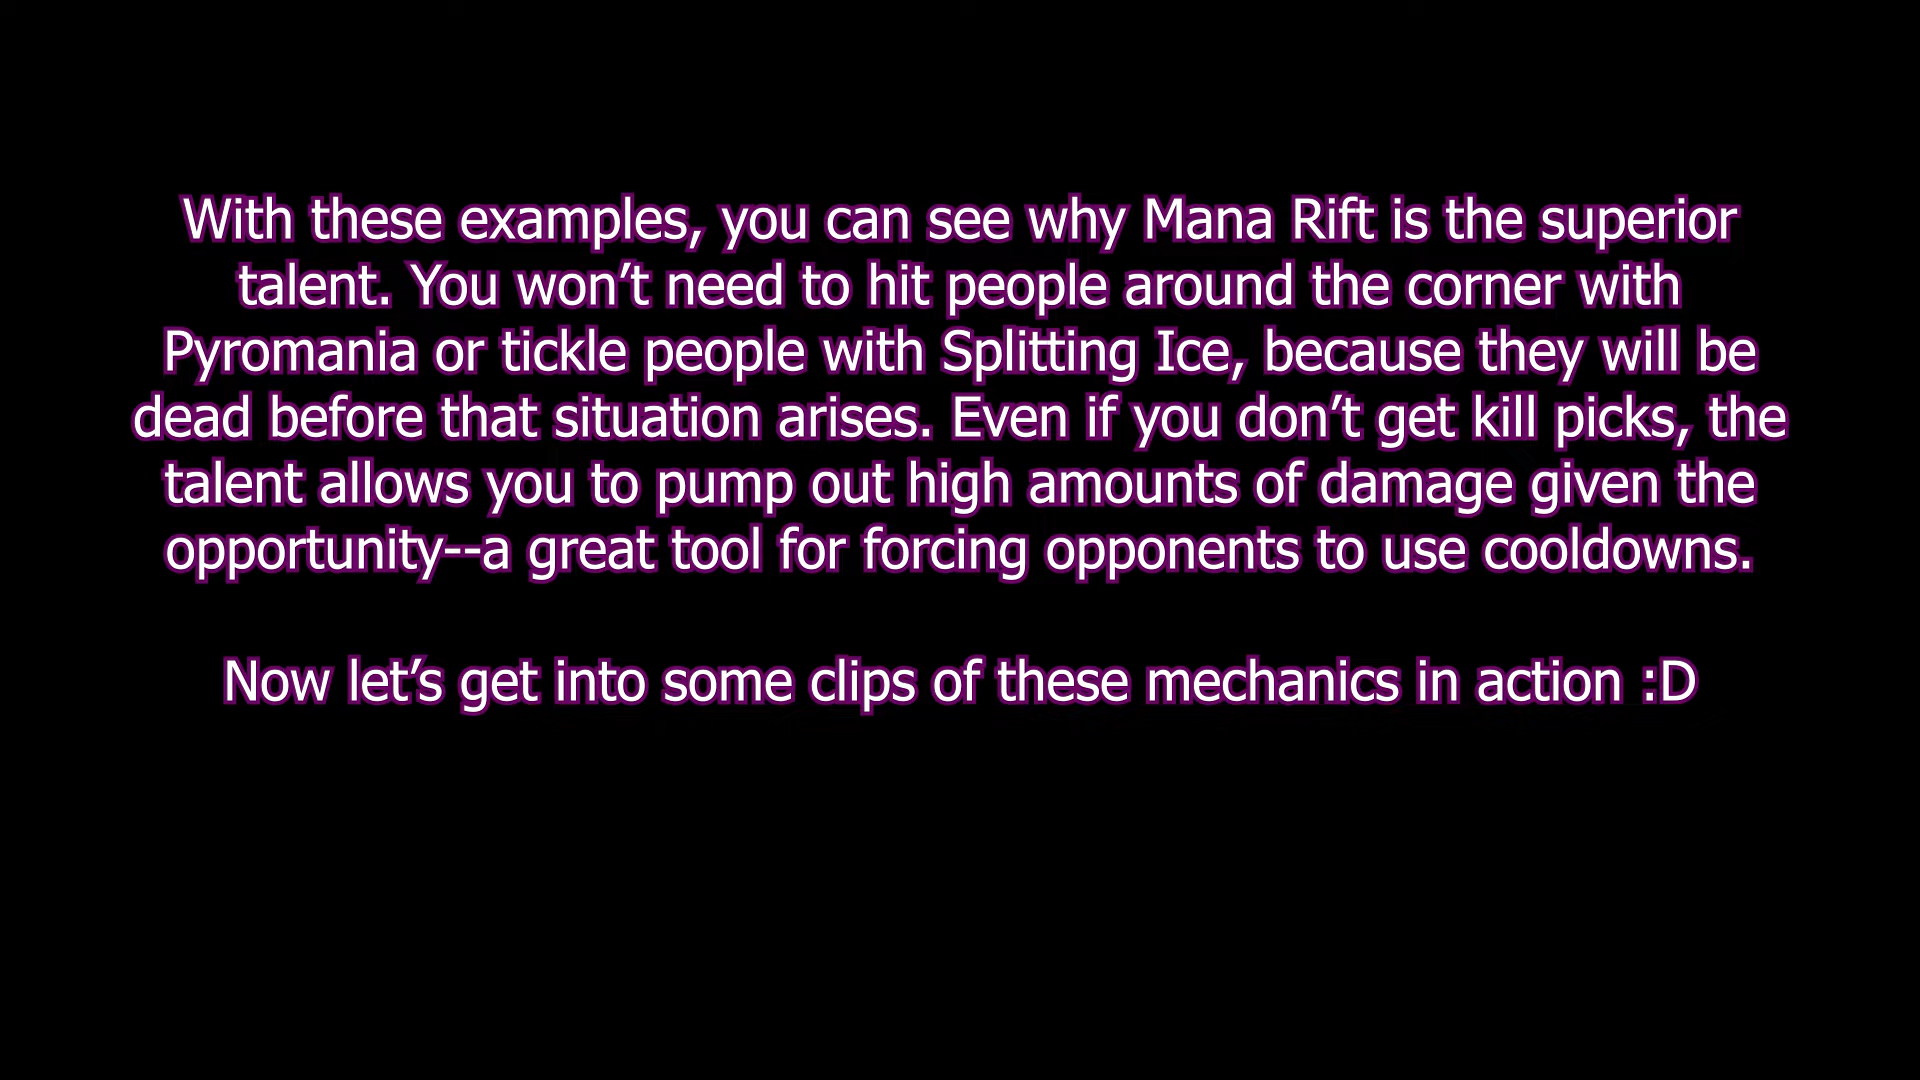 With these examples, you can see why Mana Rift is the superior
talent. You won’t need to hit people around the corner with
Pyromania or tickle people with Splitting Ice, because they will be
dead before that situation arises. Even if you don’t get kill picks, the
talent allows you to pump out high amounts of damage given the
opportunity--a great tool for forcing opponents to use cooldowns.
Now let’s get into some clips of these mechanics in action :D